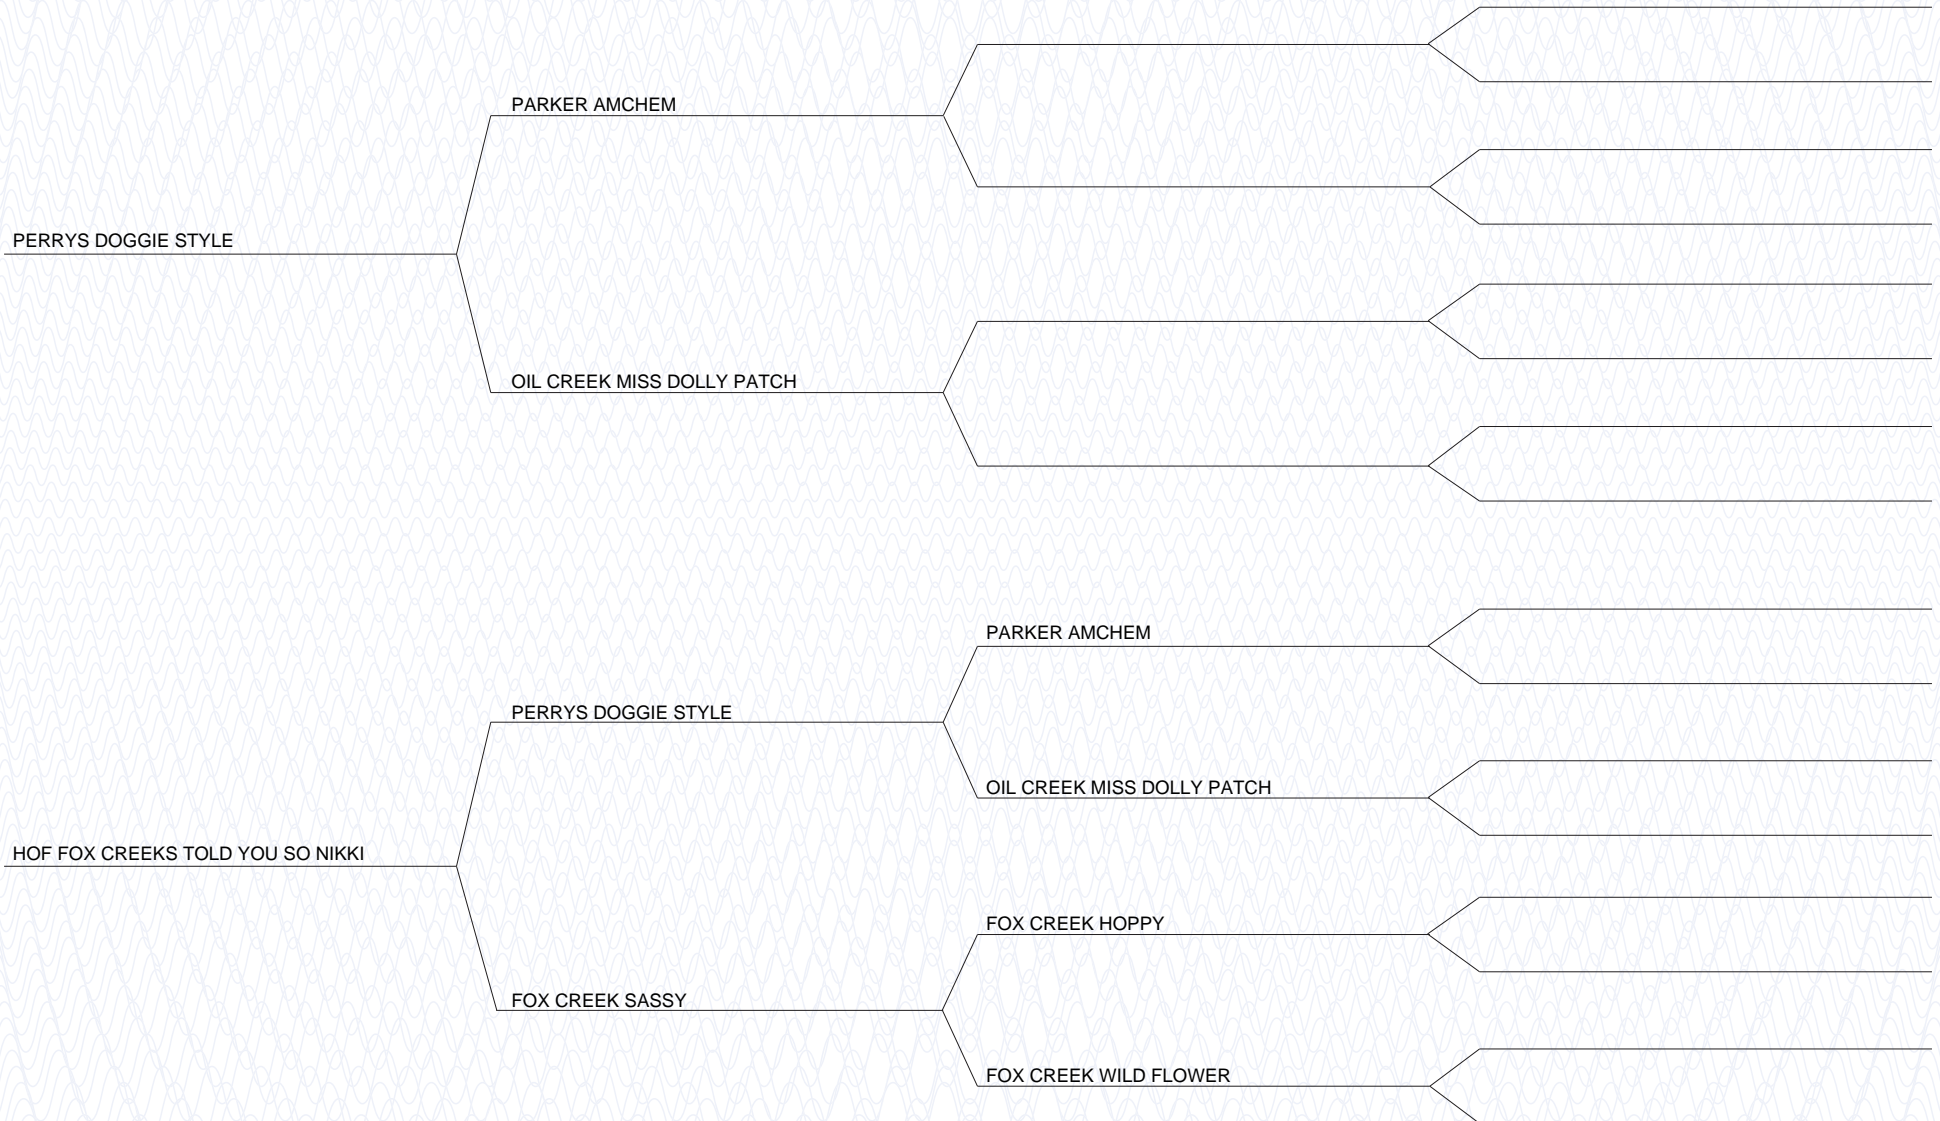 PARKER AMCHEM
PERRYS DOGGIE STYLE
OIL CREEK MISS DOLLY PATCH
PARKER AMCHEM
PERRYS DOGGIE STYLE
OIL CREEK MISS DOLLY PATCH
HOF FOX CREEKS TOLD YOU SO NIKKI
FOX CREEK HOPPY
FOX CREEK SASSY
FOX CREEK WILD FLOWER